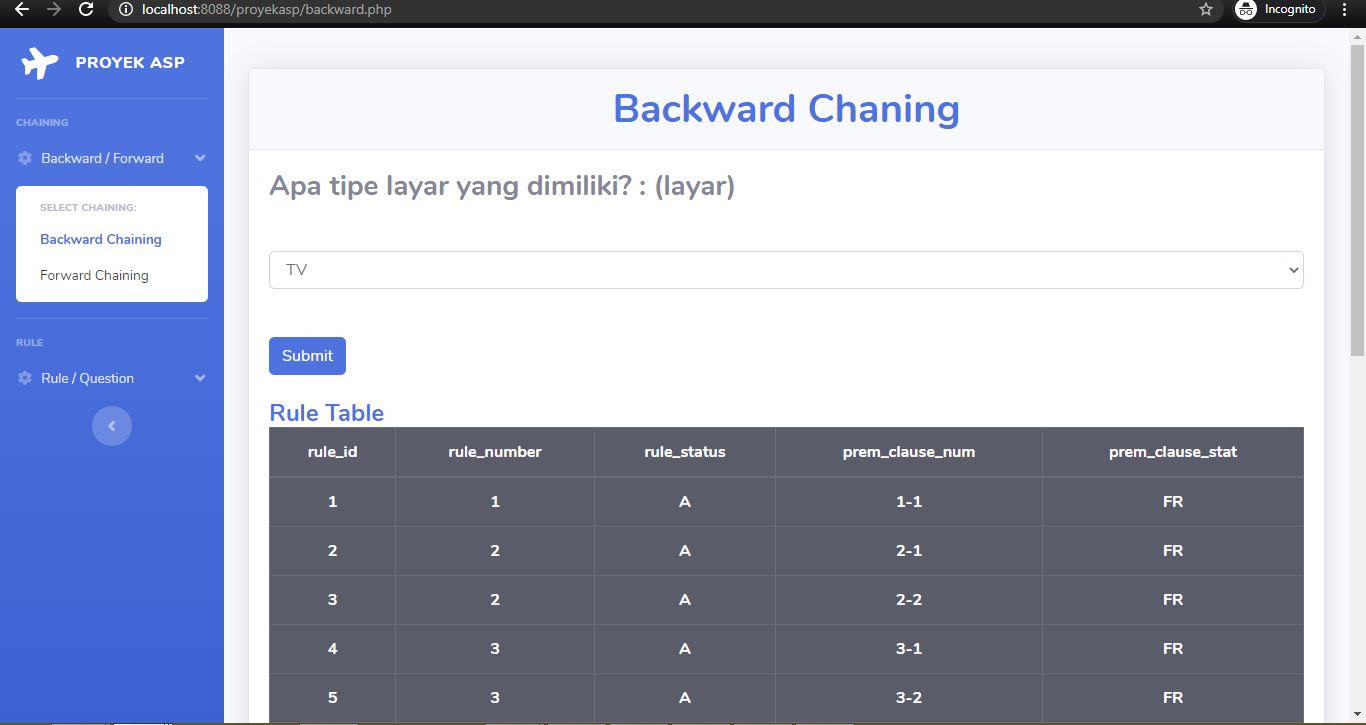 localhost:8088/proyekasp/backward.php
Incognito
PROYEK ASP
CHAINING
Backward / Forward
SELECT CHAINING:
Backward Chaining
Forward Chaining
RULE
Rule / Question
Backward Chaning
Apa tipe layar yang dimiliki? : (layar)
TV
Submit
Rule Table
rule_id rule_number rule_status prem_clause_num prem_clause_stat
1 1 A 1-1 FR
2 2 A 2-1 FR
3 2 A 2-2 FR
4 3 A 3-1 FR
5 3 A 3-2 FR